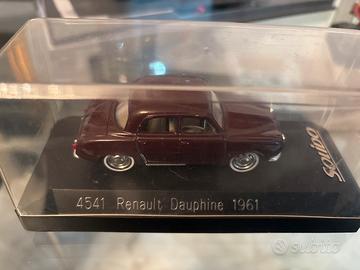 Solido
4541 Renault Dauphine 1961
subito